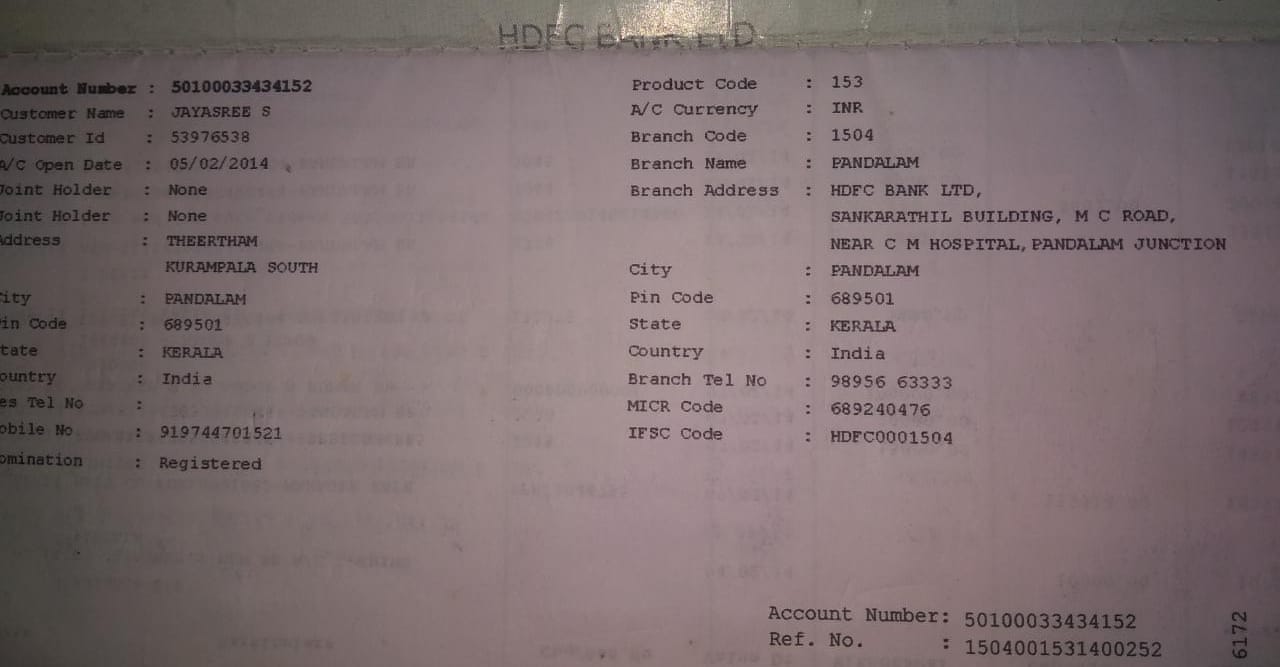 HDFC BANK LTD
Account Number : 50100033434152
Customer Name : JAYASREE S
Customer Id : 53976538
A/C Open Date : 05/02/2014
Joint Holder : None
Joint Holder : None
Address : THEERTHAM
KURAMPALA SOUTH
City : PANDALAM
Pin Code : 689501
State : KERALA
Country : India
Res Tel No :
Mobile No : 919744701521
Nomination : Registered
Product Code : 153
A/C Currency : INR
Branch Code : 1504
Branch Name : PANDALAM
Branch Address : HDFC BANK LTD,
SANKARATHIL BUILDING, M C ROAD,
NEAR C M HOSPITAL, PANDALAM JUNCTION
City : PANDALAM
Pin Code : 689501
State : KERALA
Country : India
Branch Tel No : 98956 63333
MICR Code : 689240476
IFSC Code : HDFC0001504
Account Number: 50100033434152
Ref. No. : 1504001531400252
6172